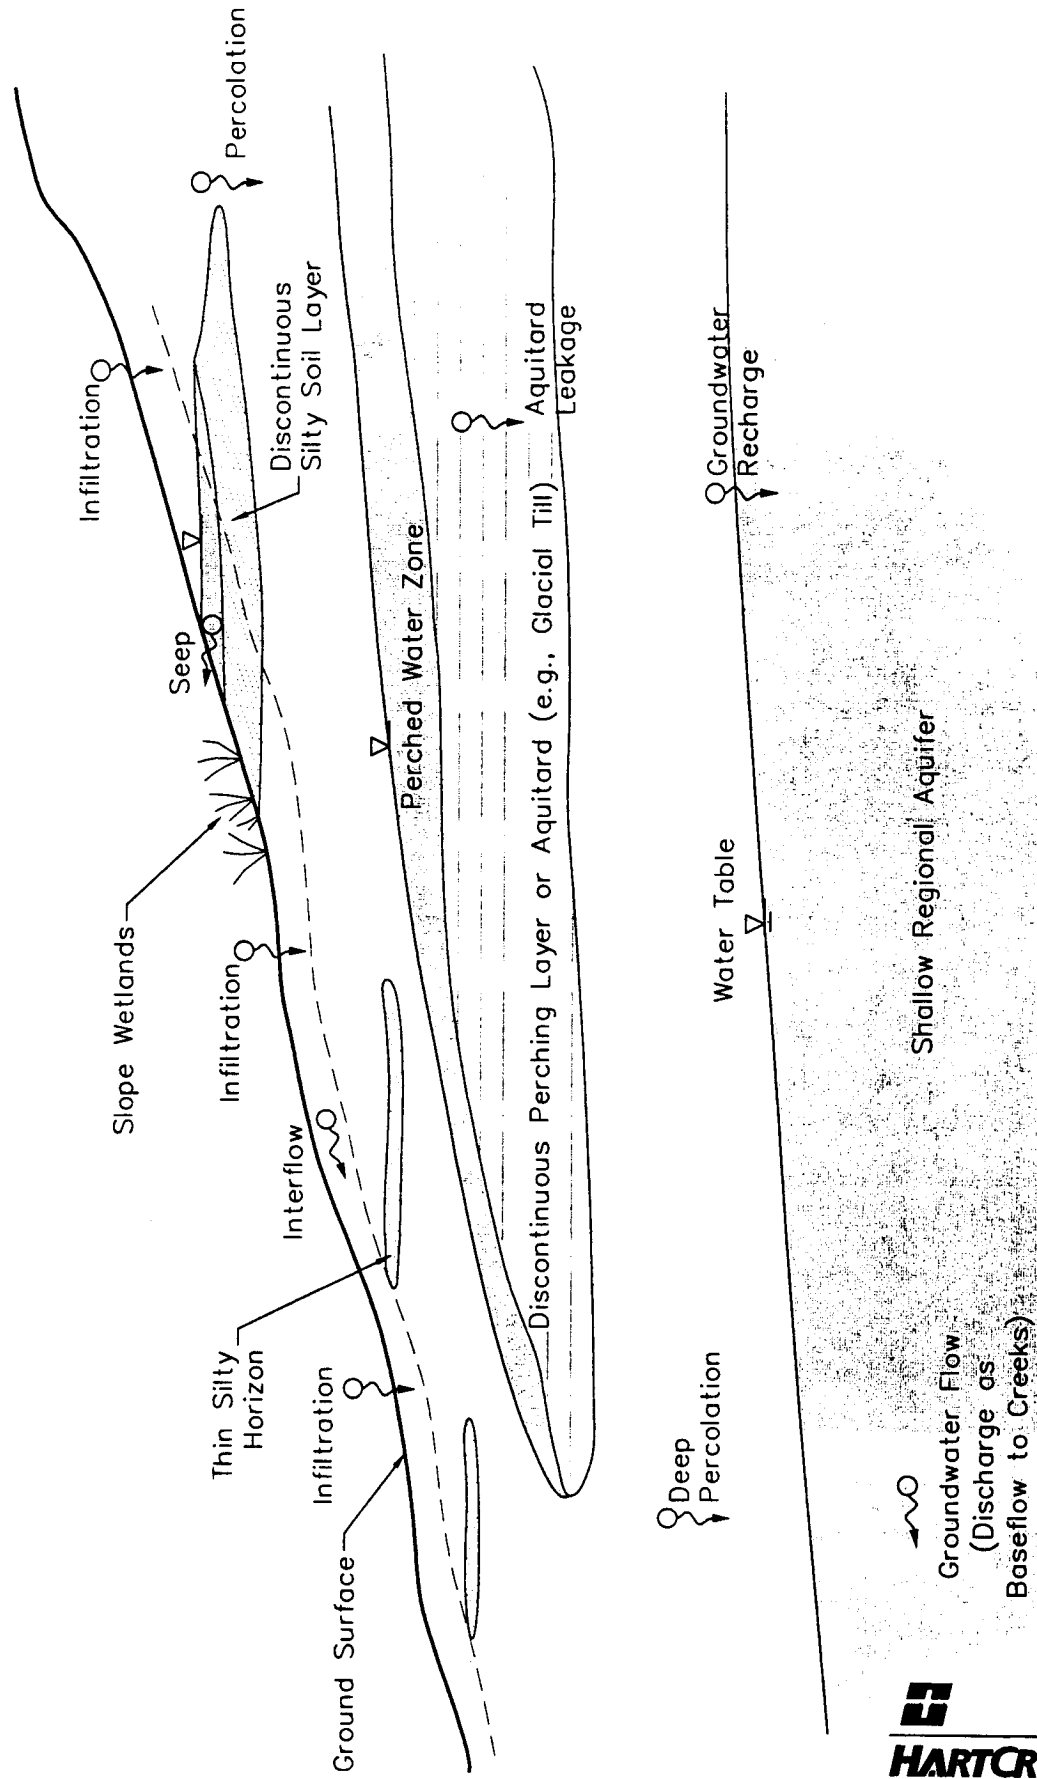 Infiltration
Percolation
Seep
Discontinuous
Silty Soil Layer
Slope Wetlands
Infiltration
Interflow
Thin Silty
Horizon
Infiltration
Ground Surface
Perched Water Zone
Aquitard
Leakage
Discontinuous Perching Layer or Aquitard (e.g., Glacial Till)
Groundwater
Recharge
Water Table
Deep
Percolation
Shallow Regional Aquifer
Groundwater Flow
(Discharge as
Baseflow to Creeks)
HARTCR